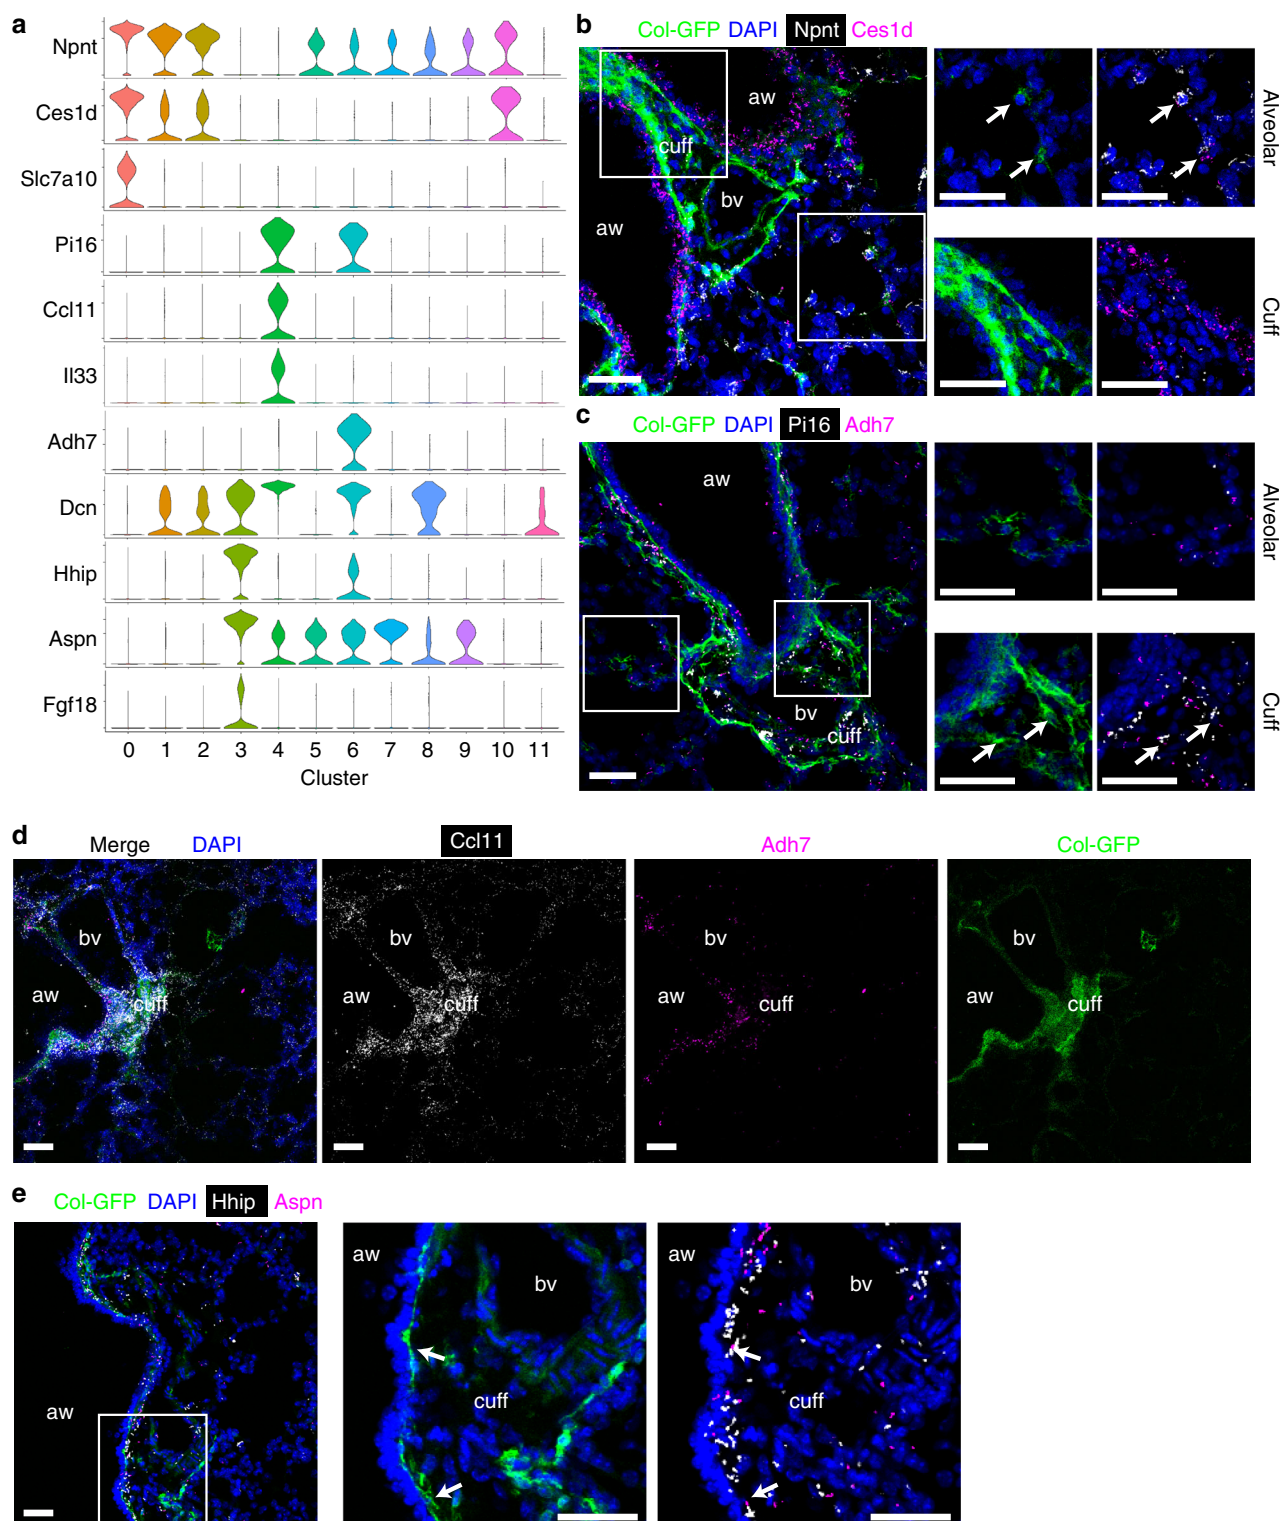 a
Npnt
Ces1d
Slc7a10
Pi16
Ccl11
Il33
Adh7
Dcn
Hhip
Aspn
Fgf18
0 1 2 3 4 5 6 7 8 9 10 11
Cluster
b
Col-GFP DAPI Npnt Ces1d
aw
cuff
bv
aw
Alveolar
Cuff
c
Col-GFP DAPI Pi16 Adh7
aw
bv
cuff
Alveolar
Cuff
d
Merge DAPI Ccl11 Adh7 Col-GFP
bv bv bv bv
aw cuff aw cuff aw cuff aw cuff
e
Col-GFP DAPI Hhip Aspn
aw
aw
bv
cuff
aw
bv
cuff